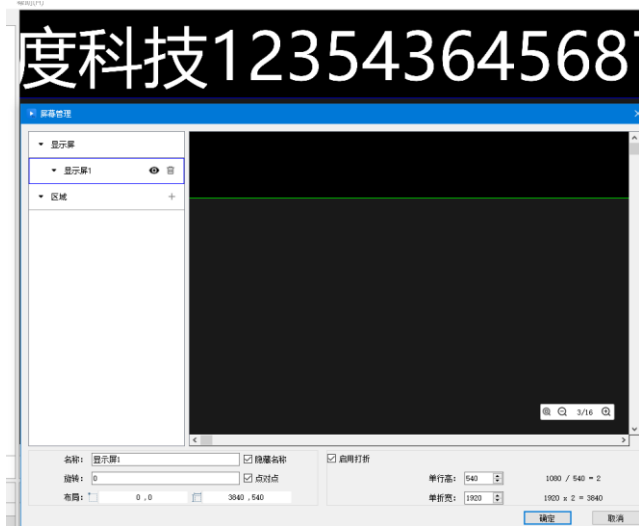 度科技123543645687
屏幕管理
显示屏
显示屏1
区域
3/16
名称: 显示屏1 隐藏名称 启用打折
旋转: 0 点对点 单行高: 540 1080 / 540 = 2
布局: 0 ,0 3840 ,540 单折宽: 1920 1920 x 2 = 3840
确定 取消